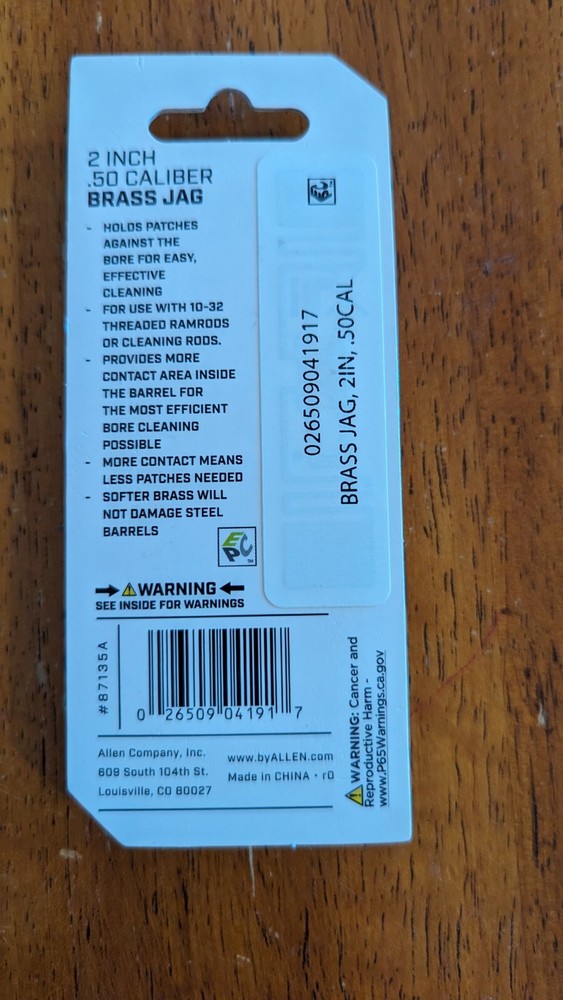 2 INCH
.50 CALIBER
BRASS JAG
- HOLDS PATCHES
AGAINST THE
BORE FOR EASY,
EFFECTIVE
CLEANING
- FOR USE WITH 10-32
THREADED RAMRODS
OR CLEANING RODS.
- PROVIDES MORE
CONTACT AREA INSIDE
THE BARREL FOR
THE MOST EFFICIENT
BORE CLEANING
POSSIBLE
- MORE CONTACT MEANS
LESS PATCHES NEEDED
- SOFTER BRASS WILL
NOT DAMAGE STEEL
BARRELS
EPC™
WARNING
SEE INSIDE FOR WARNINGS
EPC™
026509041917
BRASS JAG, 2IN, .50CAL
#87135A
0 26509 04191 7
Allen Company, Inc.
609 South 104th St.
Louisville, CO 80027
www.byALLEN.com
Made in CHINA · r0
WARNING: Cancer and
Reproductive Harm -
www.P65Warnings.ca.gov